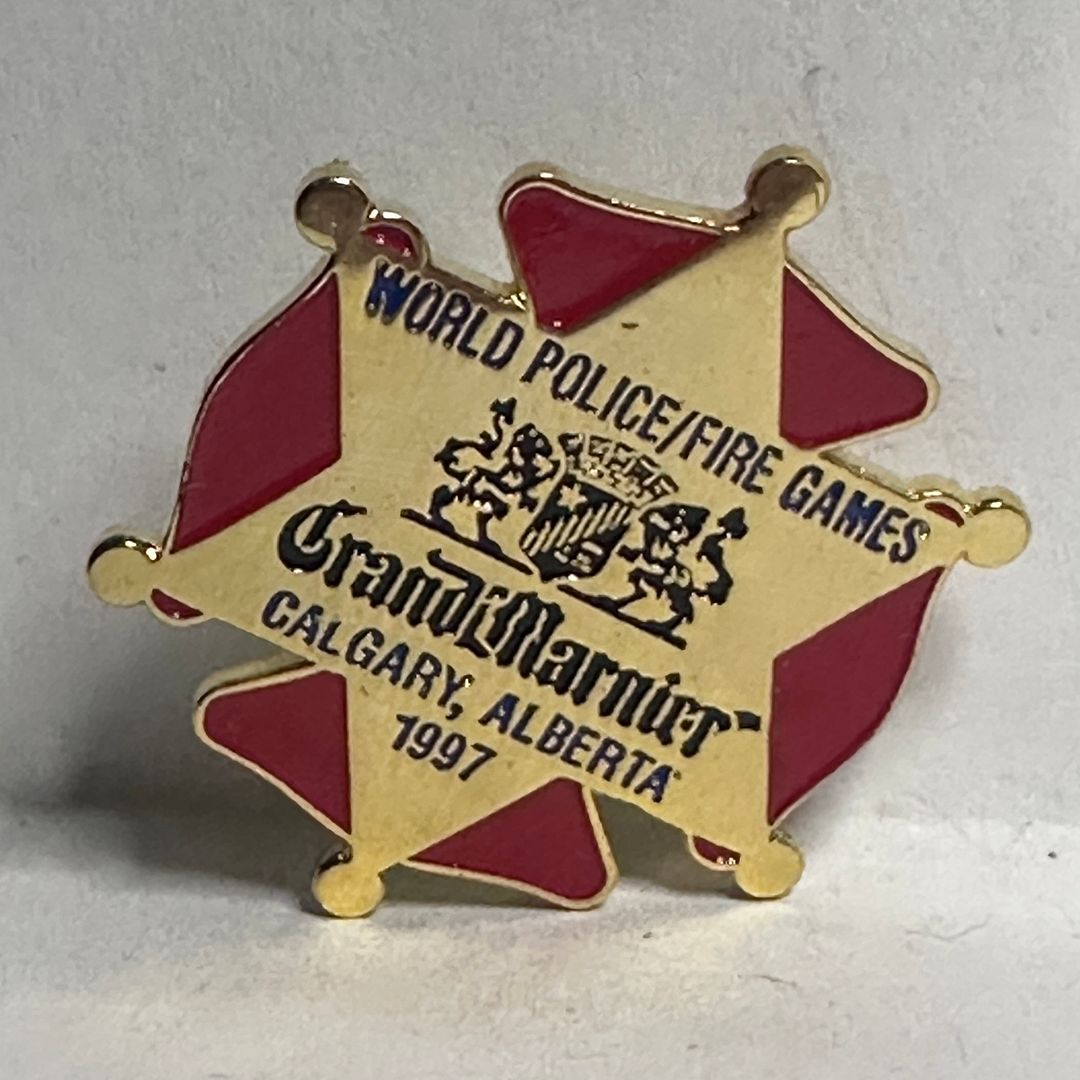 WORLD POLICE/FIRE GAMES
Grand Marnier
CALGARY, ALBERTA
1997